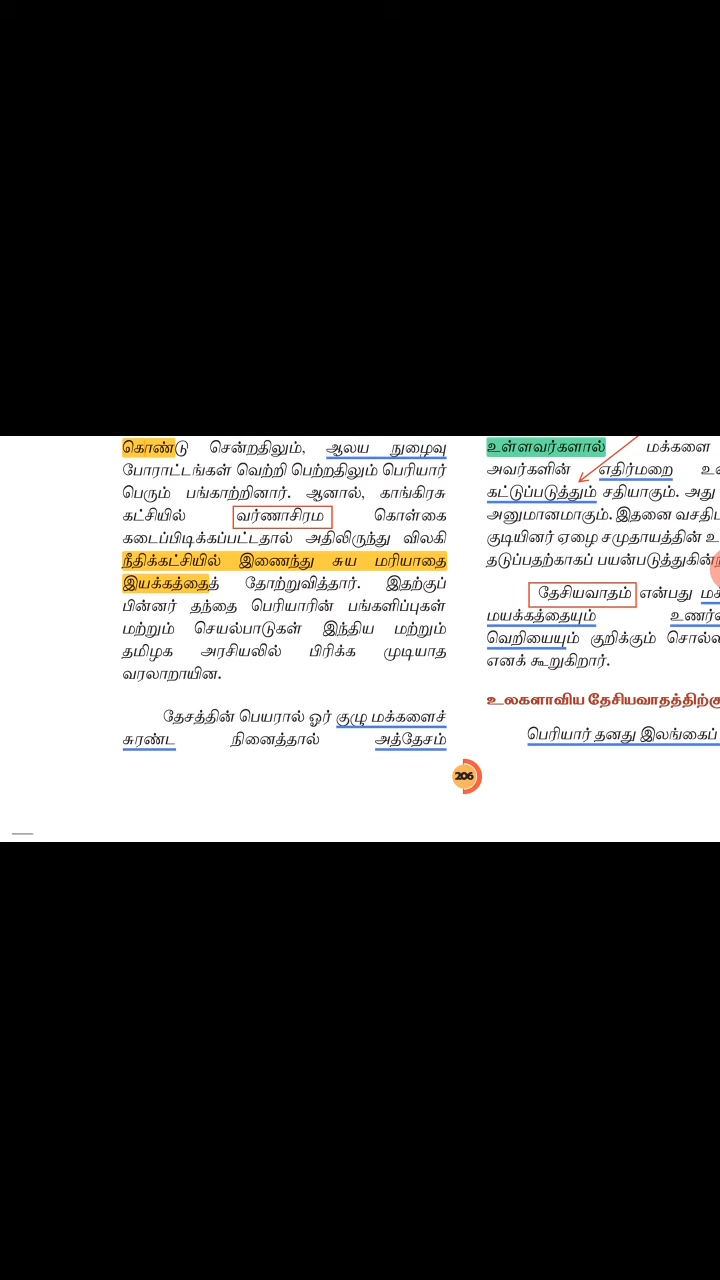 கொண்டு சென்றதிலும், ஆலய நுழைவு
போராட்டங்கள் வெற்றி பெற்றதிலும் பெரியார்
பெரும் பங்காற்றினார். ஆனால், காங்கிரசு
கட்சியில் வர்ணாசிரம கொள்கை
கடைப்பிடிக்கப்பட்டதால் அதிலிருந்து விலகி
நீதிக்கட்சியில் இணைந்து சுய மரியாதை
இயக்கத்தைத் தோற்றுவித்தார். இதற்குப்
பின்னர் தந்தை பெரியாரின் பங்களிப்புகள்
மற்றும் செயல்பாடுகள் இந்திய மற்றும்
தமிழக அரசியலில் பிரிக்க முடியாத
வரலாறாயின.
தேசத்தின் பெயரால் ஓர் குழு மக்களைச்
சுரண்ட நினைத்தால் அத்தேசம்
உள்ளவர்களால் மக்களை
அவர்களின் எதிர்மறை
கட்டுப்படுத்தும் சதியாகும். அது
அனுமானமாகும். இதனை
குடியினர் ஏழை சமுதாயத்தின்
தடுப்பதற்காகப்
தேசியவாதம் என்பது
மயக்கத்தையும்
வெறியையும் குறிக்கும்
எனக் கூறுகிறார்.
உலகளாவிய
பெரியார் தனது இலங்கைப்
206